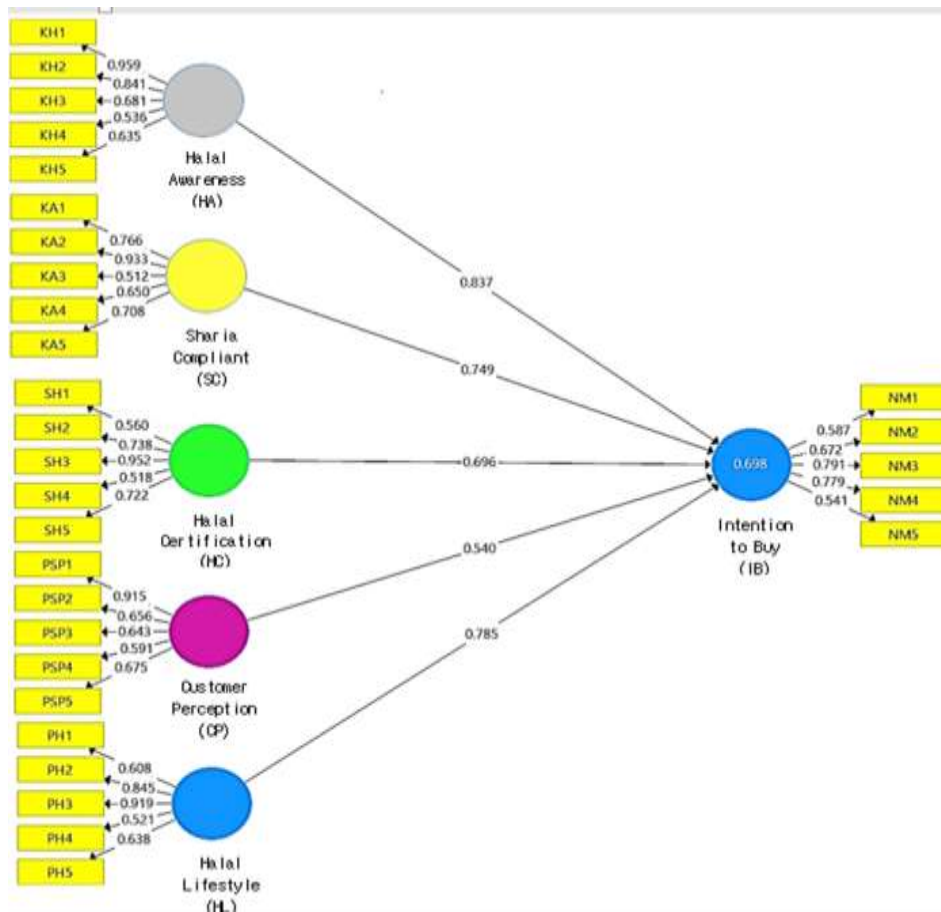 KH1
KH2
KH3
KH4
KH5
0.959
0.841
0.681
0.536
0.635
Halal
Awareness
(HA)
KA1
KA2
KA3
KA4
KA5
0.766
0.933
0.512
0.650
0.708
Sharia
Compliant
(SC)
SH1
SH2
SH3
SH4
SH5
0.560
0.738
0.952
0.518
0.722
Halal
Certification
(HC)
PSP1
PSP2
PSP3
PSP4
PSP5
0.915
0.656
0.643
0.591
0.675
Customer
Perception
(CP)
PH1
PH2
PH3
PH4
PH5
0.608
0.845
0.919
0.521
0.638
Halal
Lifestyle
(HL)
0.837
0.749
0.696
0.540
0.785
0.698
Intention
to Buy
(IB)
0.587
0.672
0.791
0.779
0.541
NM1
NM2
NM3
NM4
NM5